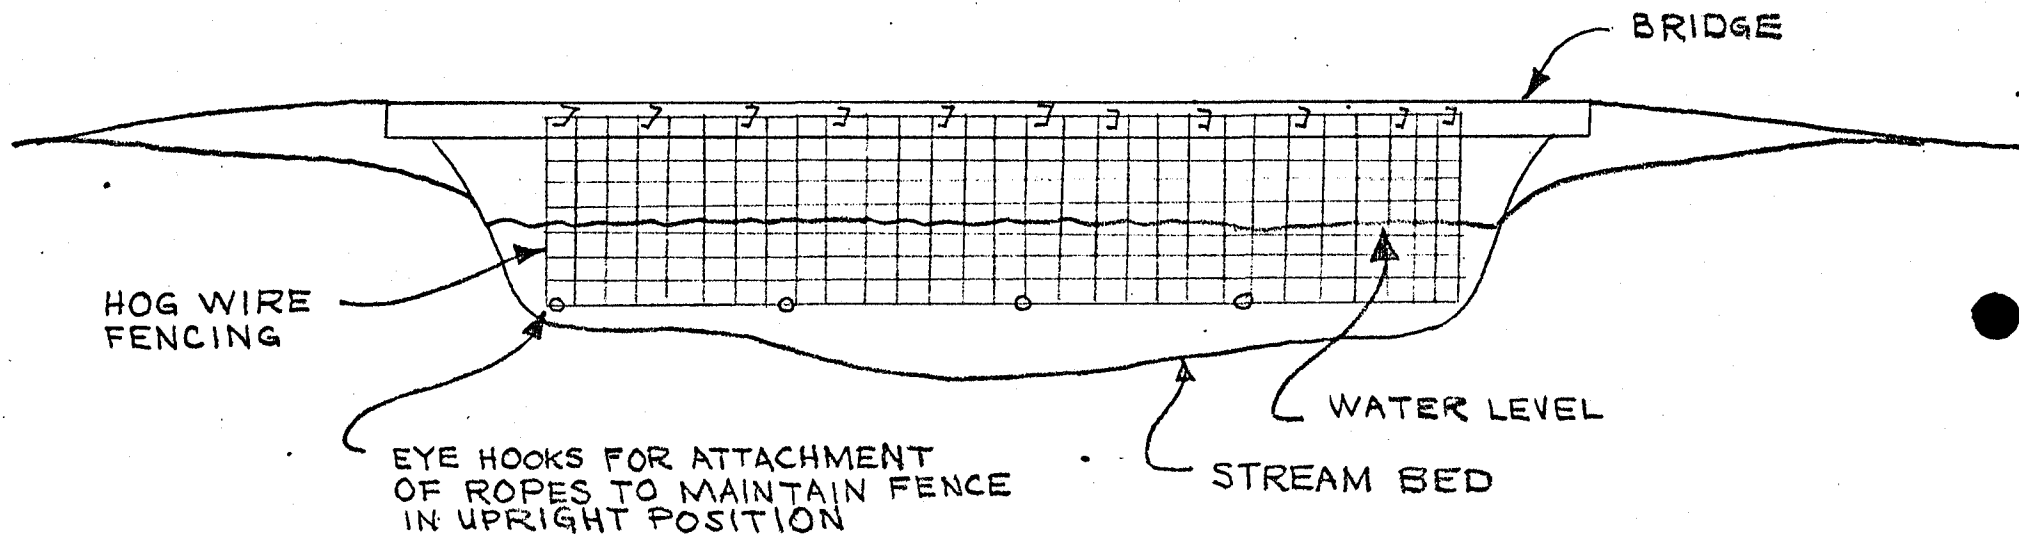 BRIDGE
HOG WIRE
FENCING
WATER LEVEL
EYE HOOKS FOR ATTACHMENT
OF ROPES TO MAINTAIN FENCE
IN UPRIGHT POSITION
STREAM BED